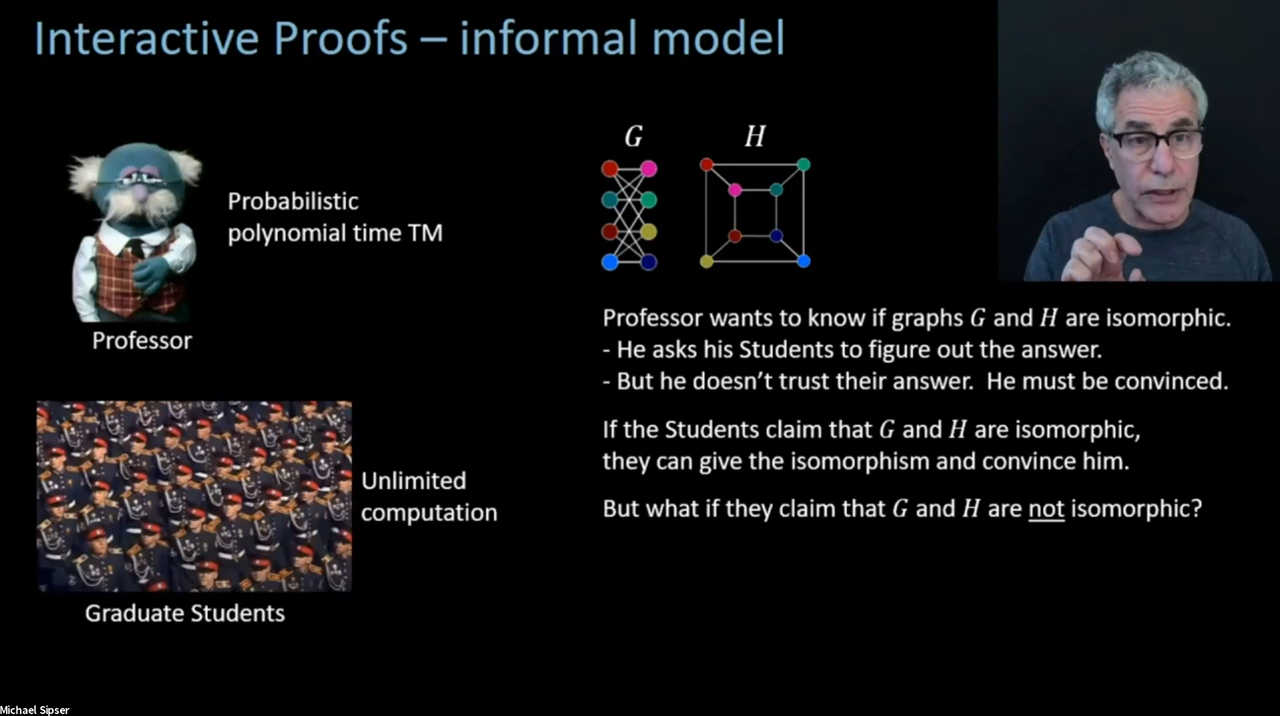 Interactive Proofs – informal model
Probabilistic
polynomial time TM
Professor
Unlimited
computation
Graduate Students
G
H
Professor wants to know if graphs G and H are isomorphic.
- He asks his Students to figure out the answer.
- But he doesn’t trust their answer.  He must be convinced.
If the Students claim that G and H are isomorphic,
they can give the isomorphism and convince him.
But what if they claim that G and H are not isomorphic?
Michael Sipser